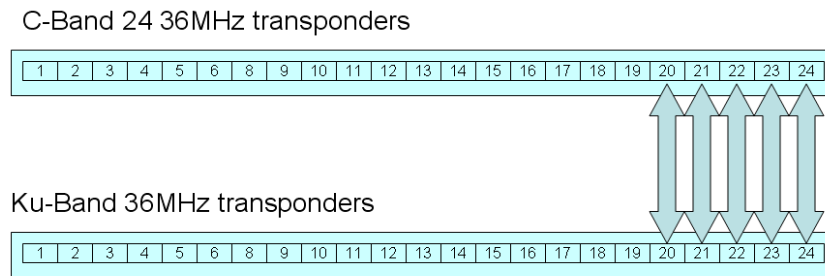 C-Band 24 36MHz transponders
1 2 3 4 5 6 8 9 10 11 12 13 14 15 16 17 18 19 20 21 22 23 24
Ku-Band 36MHz transponders
1 2 3 4 5 6 8 9 10 11 12 13 14 15 16 17 18 19 20 21 22 23 24